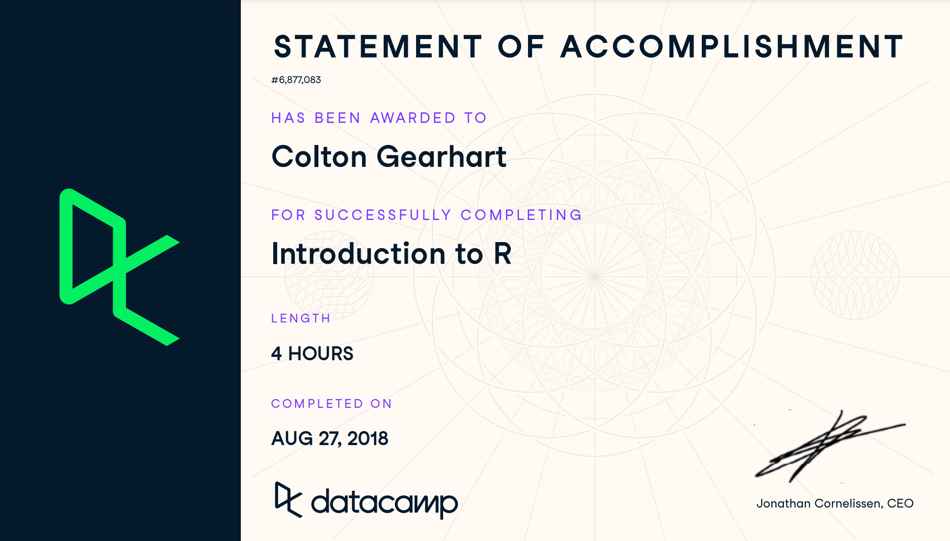 STATEMENT OF ACCOMPLISHMENT
#6,877,083
HAS BEEN AWARDED TO
Colton Gearhart
FOR SUCCESSFULLY COMPLETING
Introduction to R
LENGTH
4 HOURS
COMPLETED ON
AUG 27, 2018
datacamp
Jonathan Cornelissen, CEO